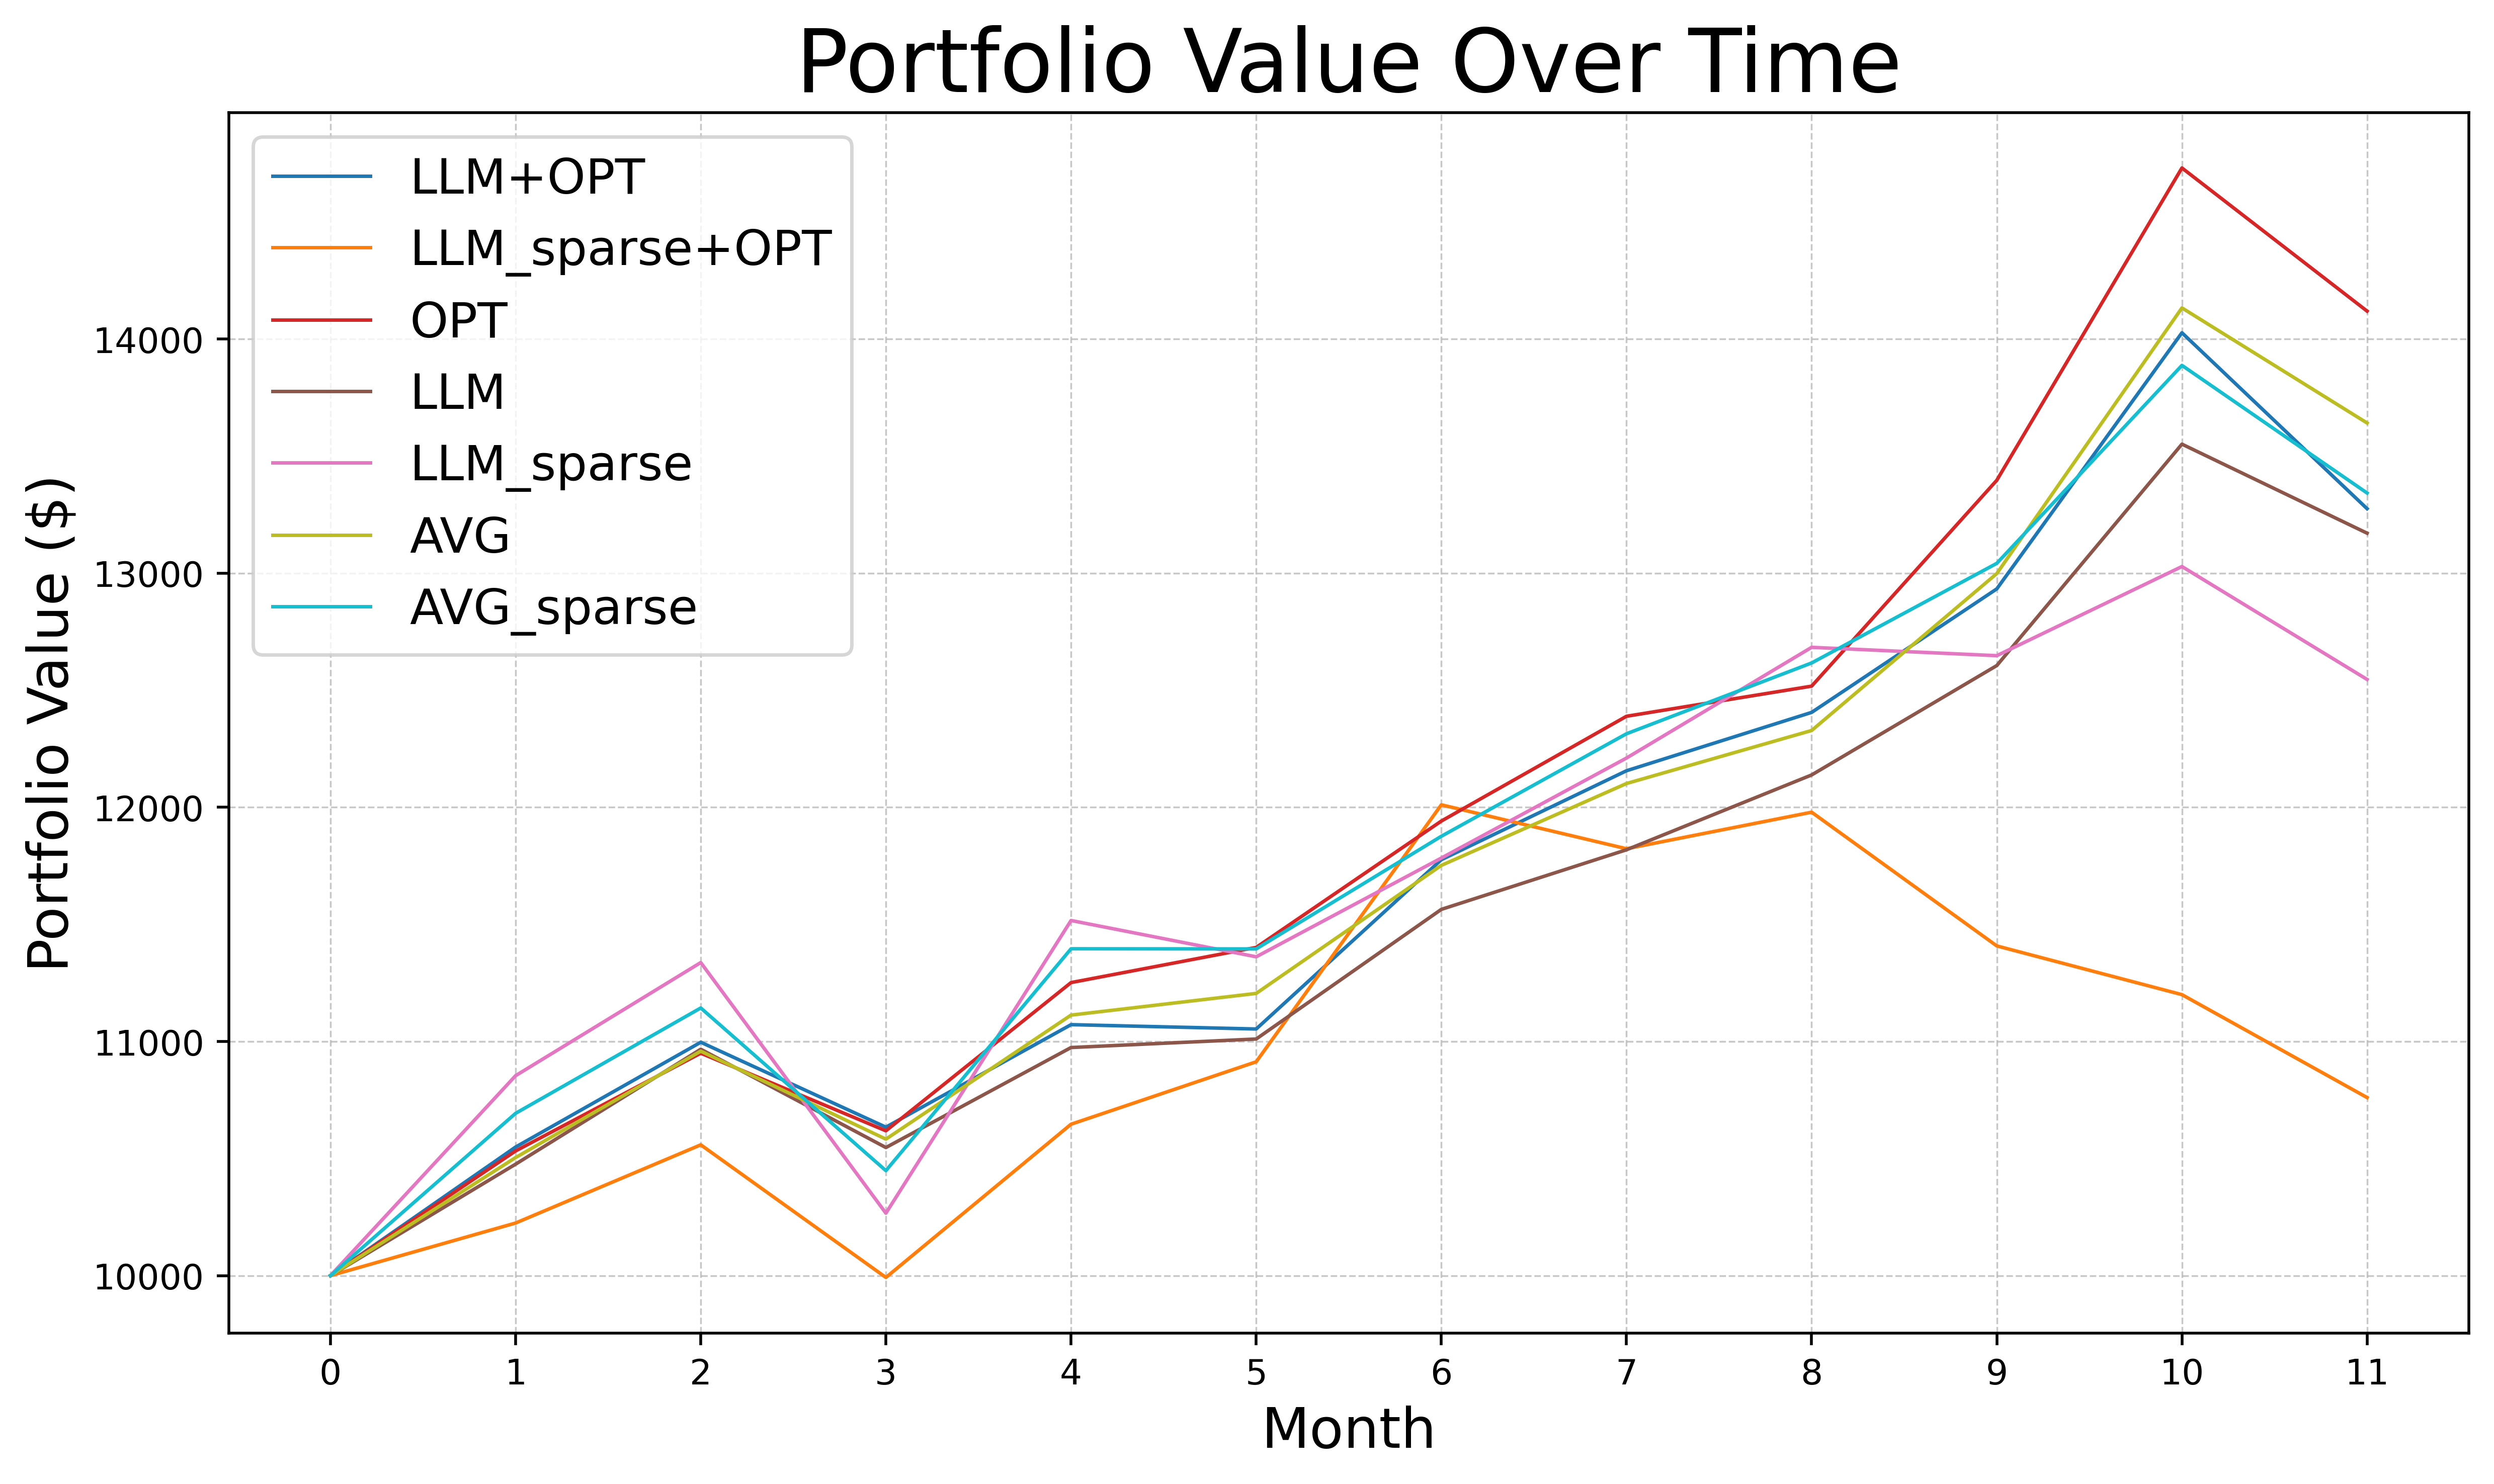 Portfolio Value Over Time
LLM+OPT
LLM_sparse+OPT
OPT
LLM
LLM_sparse
AVG
AVG_sparse
Portfolio Value ($)
14000
13000
12000
11000
10000
0 1 2 3 4 5 6 7 8 9 10 11
Month